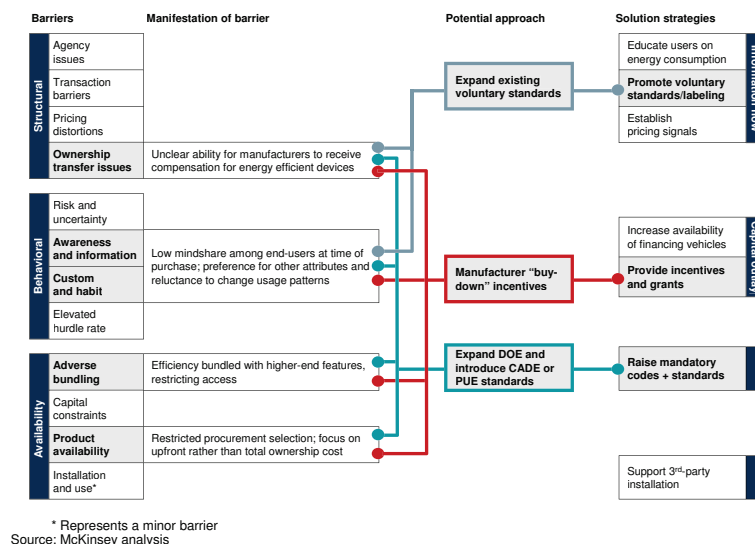 Barriers
Manifestation of barrier
Potential approach
Solution strategies
Structural
Agency
issues
Transaction
barriers
Pricing
distortions
Ownership
transfer issues
Unclear ability for manufacturers to receive
compensation for energy efficient devices
Behavioral
Risk and
uncertainty
Awareness
and information
Custom
and habit
Low mindshare among end-users at time of
purchase; preference for other attributes and
reluctance to change usage patterns
Elevated
hurdle rate
Availability
Adverse
bundling
Efficiency bundled with higher-end features,
restricting access
Capital
constraints
Product
availability
Restricted procurement selection; focus on
upfront rather than total ownership cost
Installation
and use*
Expand existing
voluntary standards
Manufacturer “buy-
down” incentives
Expand DOE and
introduce CADE or
PUE standards
Educate users on
energy consumption
Promote voluntary
standards/labeling
Establish
pricing signals
Increase availability
of financing vehicles
Provide incentives
and grants
Raise mandatory
codes + standards
Support 3rd-party
installation
* Represents a minor barrier
Source: McKinsey analysis